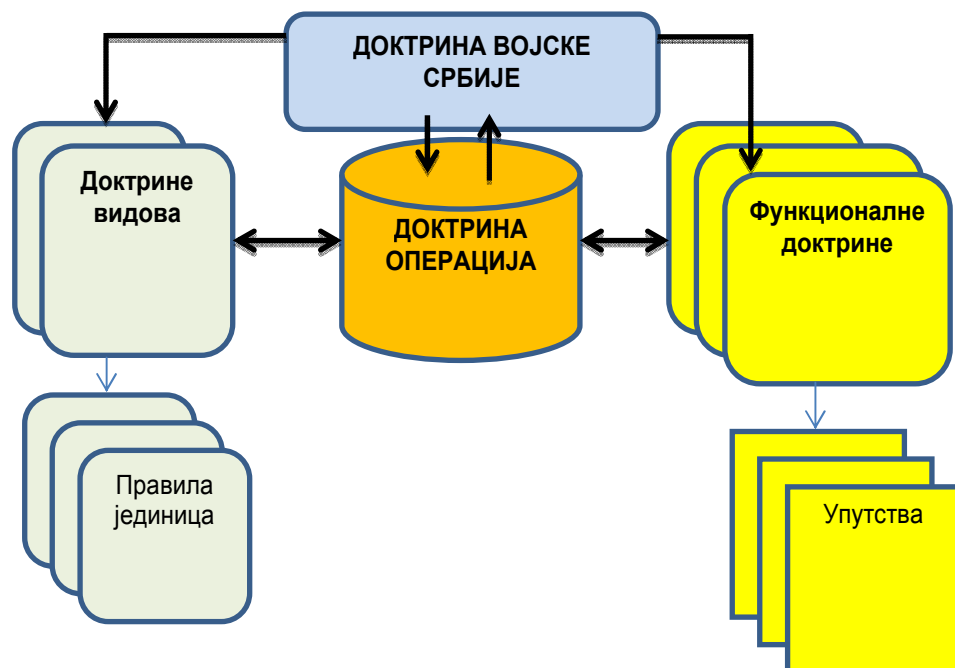 ДОКТРИНА ВОЈСКЕ
СРБИЈЕ
Доктрине
видова
ДОКТРИНА
ОПЕРАЦИЈА
Функционалне
доктрине
Правила
јединица
Упутства